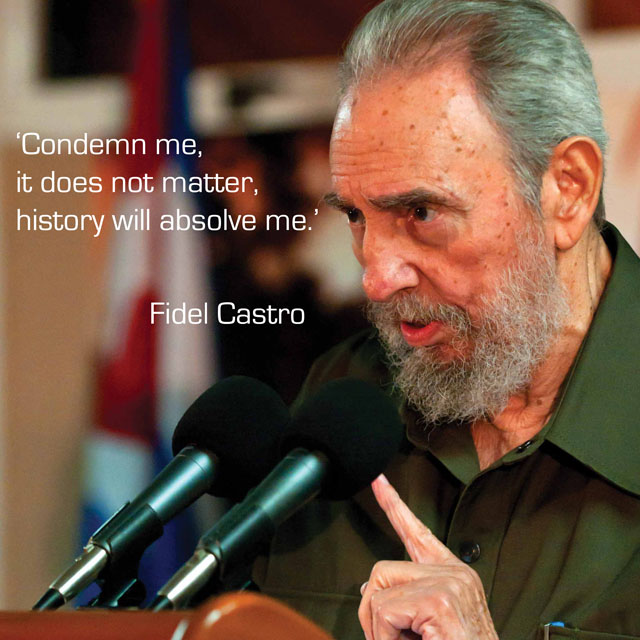 ‘Condemn me,
it does not matter,
history will absolve me.’
Fidel Castro